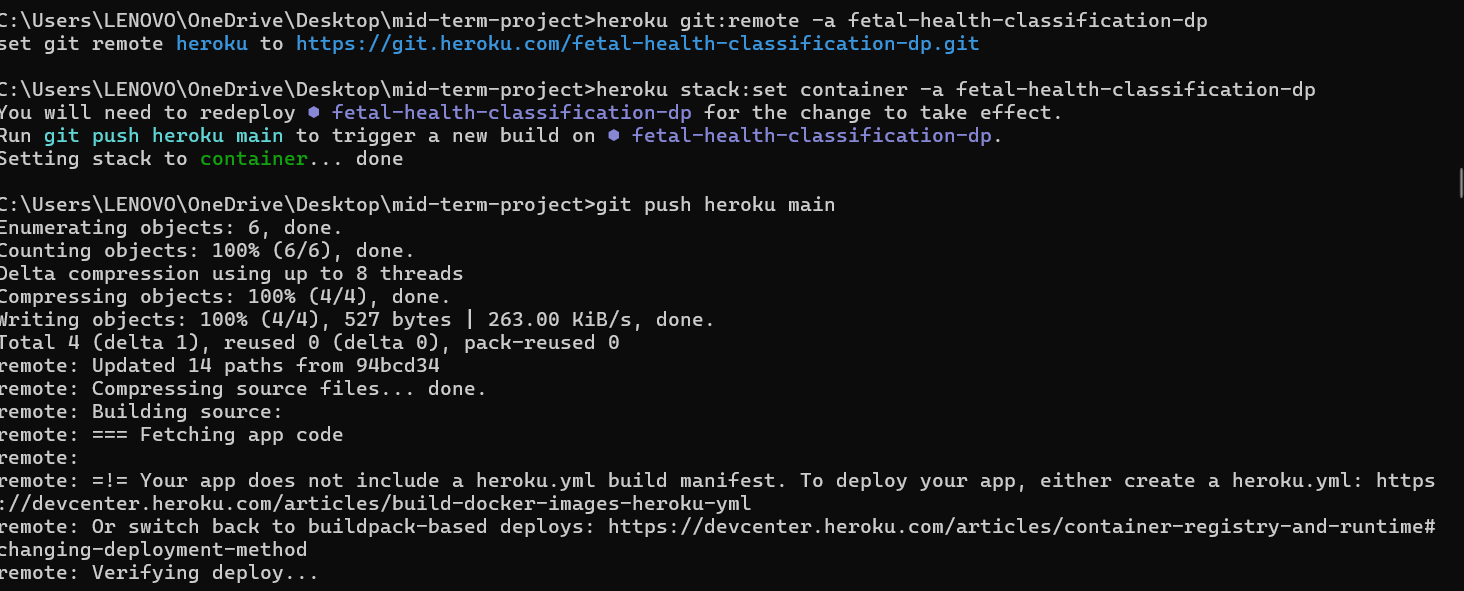 C:\Users\LENOVO\OneDrive\Desktop\mid-term-project>heroku git:remote -a fetal-health-classification-dp
set git remote heroku to https://git.heroku.com/fetal-health-classification-dp.git
C:\Users\LENOVO\OneDrive\Desktop\mid-term-project>heroku stack:set container -a fetal-health-classification-dp
You will need to redeploy ⬢ fetal-health-classification-dp for the change to take effect.
Run git push heroku main to trigger a new build on ⬢ fetal-health-classification-dp.
Setting stack to container... done
C:\Users\LENOVO\OneDrive\Desktop\mid-term-project>git push heroku main
Enumerating objects: 6, done.
Counting objects: 100% (6/6), done.
Delta compression using up to 8 threads
Compressing objects: 100% (4/4), done.
Writing objects: 100% (4/4), 527 bytes | 263.00 KiB/s, done.
Total 4 (delta 1), reused 0 (delta 0), pack-reused 0
remote: Updated 14 paths from 94bcd34
remote: Compressing source files... done.
remote: Building source:
remote: === Fetching app code
remote:
remote: =!= Your app does not include a heroku.yml build manifest. To deploy your app, either create a heroku.yml: https
://devcenter.heroku.com/articles/build-docker-images-heroku-yml
remote: Or switch back to buildpack-based deploys: https://devcenter.heroku.com/articles/container-registry-and-runtime#
changing-deployment-method
remote: Verifying deploy...